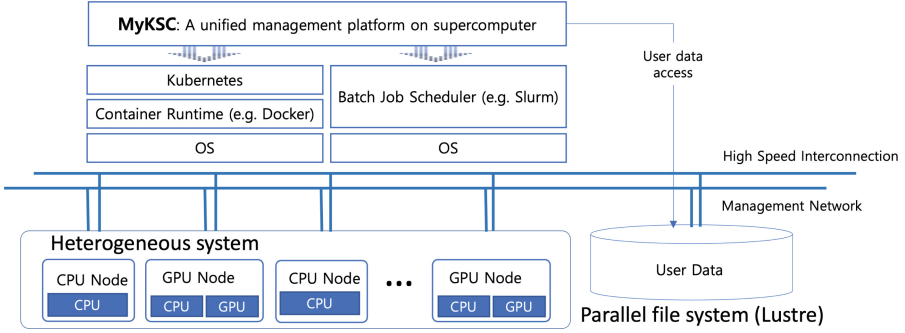 MyKSC: A unified management platform on supercomputer
User data
access
Kubernetes
Batch Job Scheduler (e.g. Slurm)
Container Runtime (e.g. Docker)
OS
OS
High Speed Interconnection
Management Network
Heterogeneous system
CPU Node
CPU
GPU Node
CPU
GPU
CPU Node
CPU
...
GPU Node
CPU
GPU
User Data
Parallel file system (Lustre)